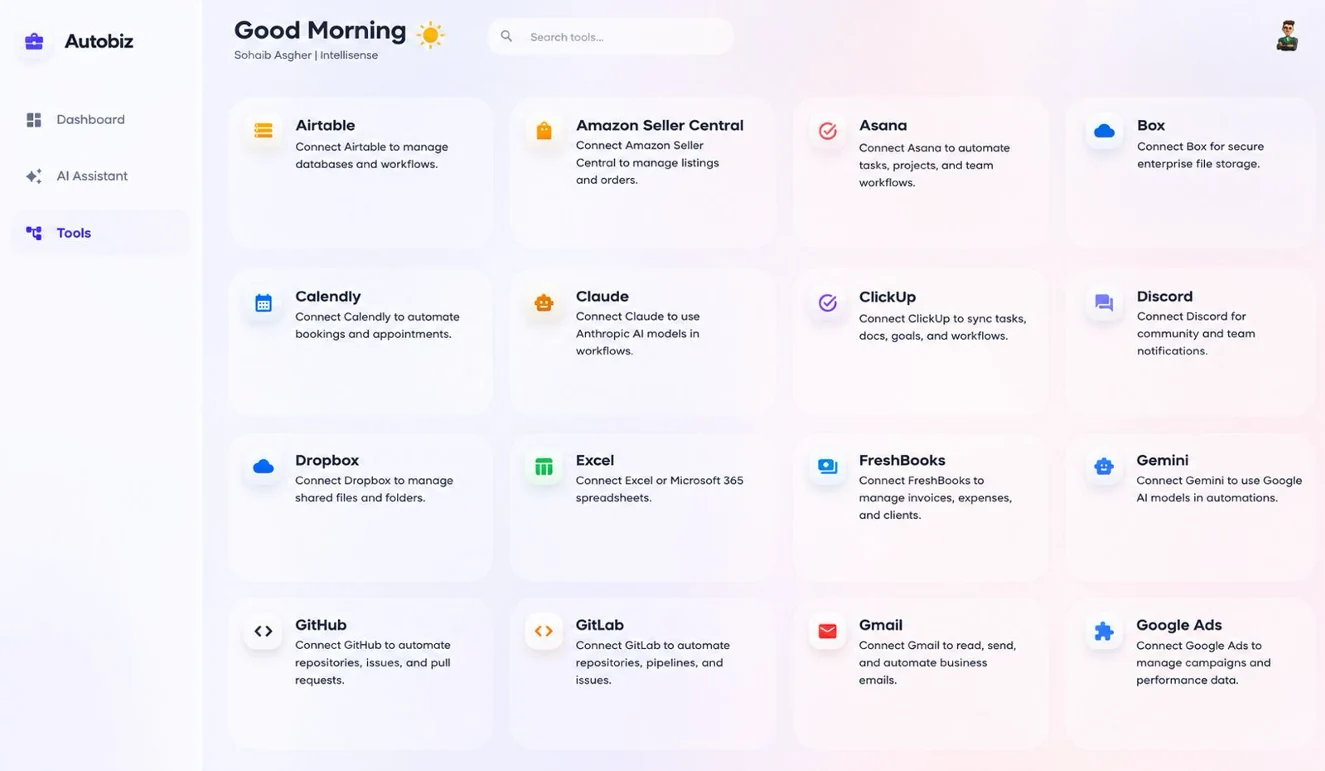 Autobiz
Good Morning
Sohaib Asgher | Intellisense
Search tools...
Dashboard
AI Assistant
Tools
Airtable
Connect Airtable to manage
databases and workflows.
Amazon Seller Central
Connect Amazon Seller
Central to manage listings
and orders.
Asana
Connect Asana to automate
tasks, projects, and team
workflows.
Box
Connect Box for secure
enterprise file storage.
Calendly
Connect Calendly to automate
bookings and appointments.
Claude
Connect Claude to use
Anthropic AI models in
workflows.
ClickUp
Connect ClickUp to sync tasks,
docs, goals, and workflows.
Discord
Connect Discord for
community and team
notifications.
Dropbox
Connect Dropbox to manage
shared files and folders.
Excel
Connect Excel or Microsoft 365
spreadsheets.
FreshBooks
Connect FreshBooks to
manage invoices, expenses,
and clients.
Gemini
Connect Gemini to use Google
AI models in automations.
GitHub
Connect GitHub to automate
repositories, issues, and pull
requests.
GitLab
Connect GitLab to automate
repositories, pipelines, and
issues.
Gmail
Connect Gmail to read, send,
and automate business
emails.
Google Ads
Connect Google Ads to
manage campaigns and
performance data.